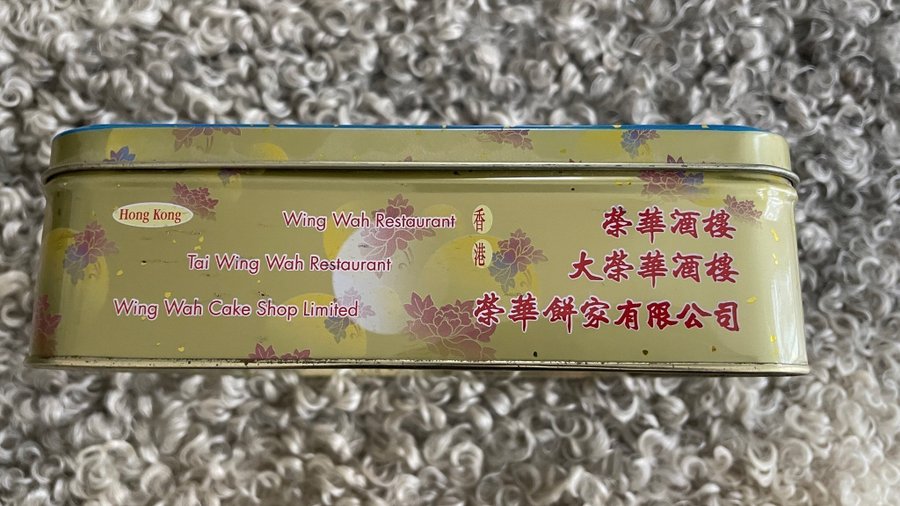 Hong Kong
Wing Wah Restaurant
Tai Wing Wah Restaurant
Wing Wah Cake Shop Limited
香港
榮華酒樓
大榮華酒樓
榮華餅家有限公司